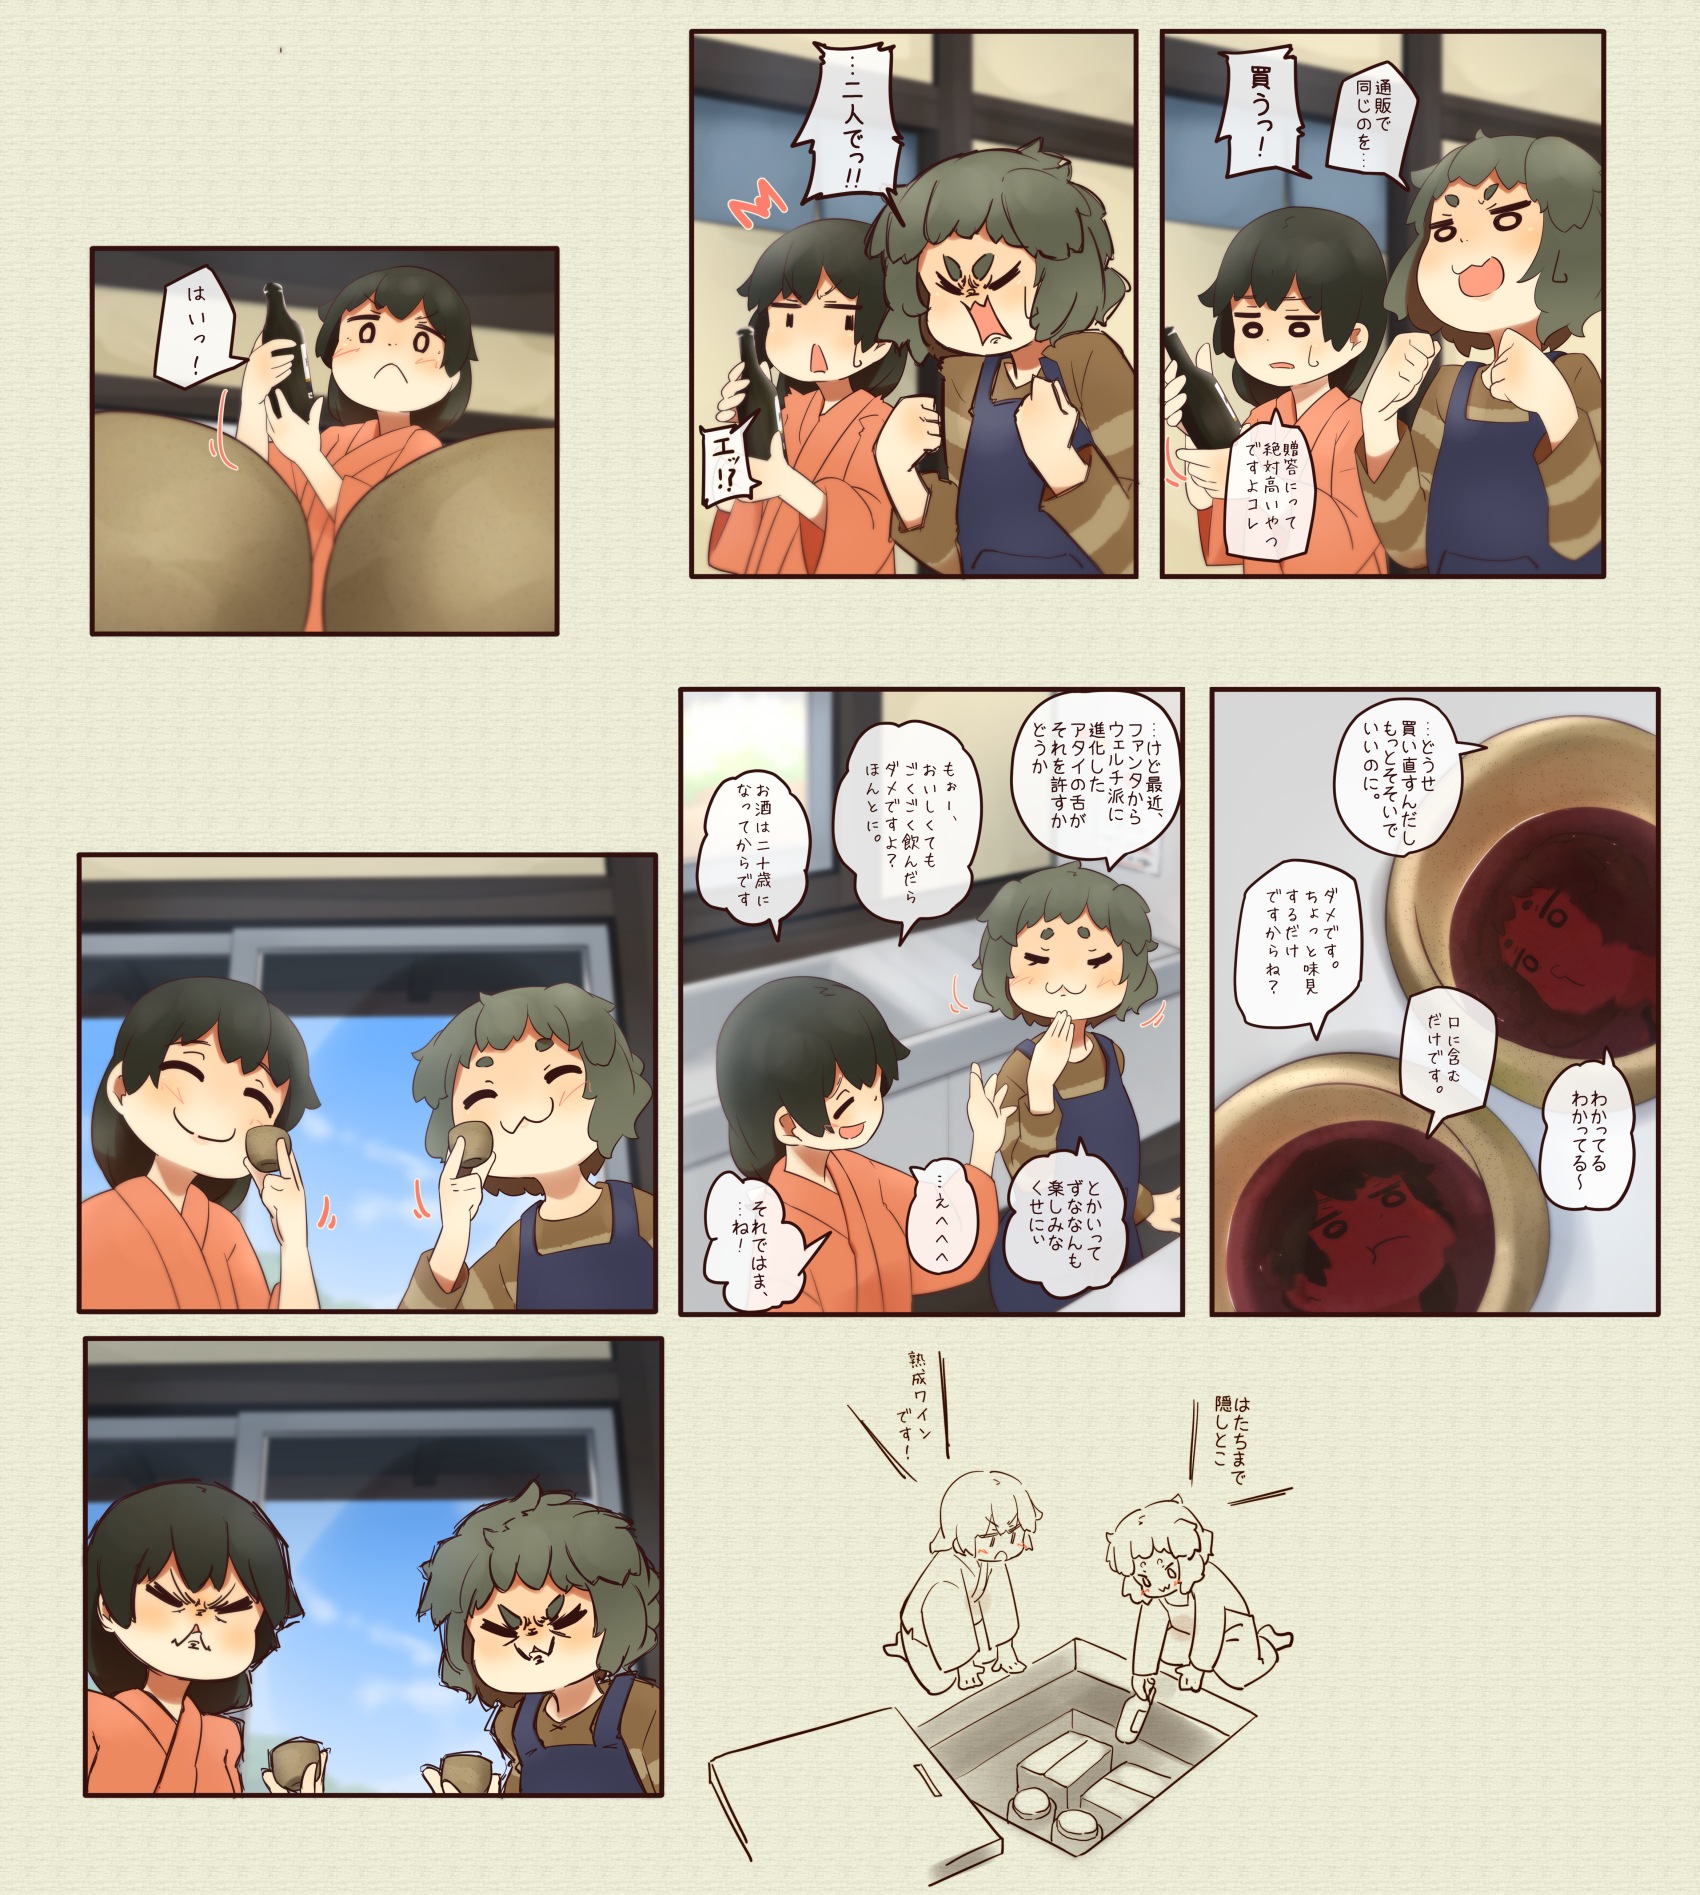 通販で
同じのを…
買うっ!
贈答にって
絶対高いやつ
ですよコレ
…二人でっ!!
エッ!?
はいっ!
…どうせ
買い直すんだし
もっとそそいで
いいのに。
ダメです。
ちょっと味見
するだけ
ですからね?
口に含む
だけです。
わかってる
わかってる〜
…けど最近、
ファンタから
ウェルチ派に
進化した
アタイの舌が
それを許すか
どうか
もぉー、
おいしくても
ごくごく飲んだら
ダメですよ?
ほんとに。
お酒は二十歳に
なってからです
とかいって
ずななんも
楽しみな
くせにぃ
…えへへへ
それではま、
…ね!
はたちまで
隠しとこ
熟成ワイン
です!